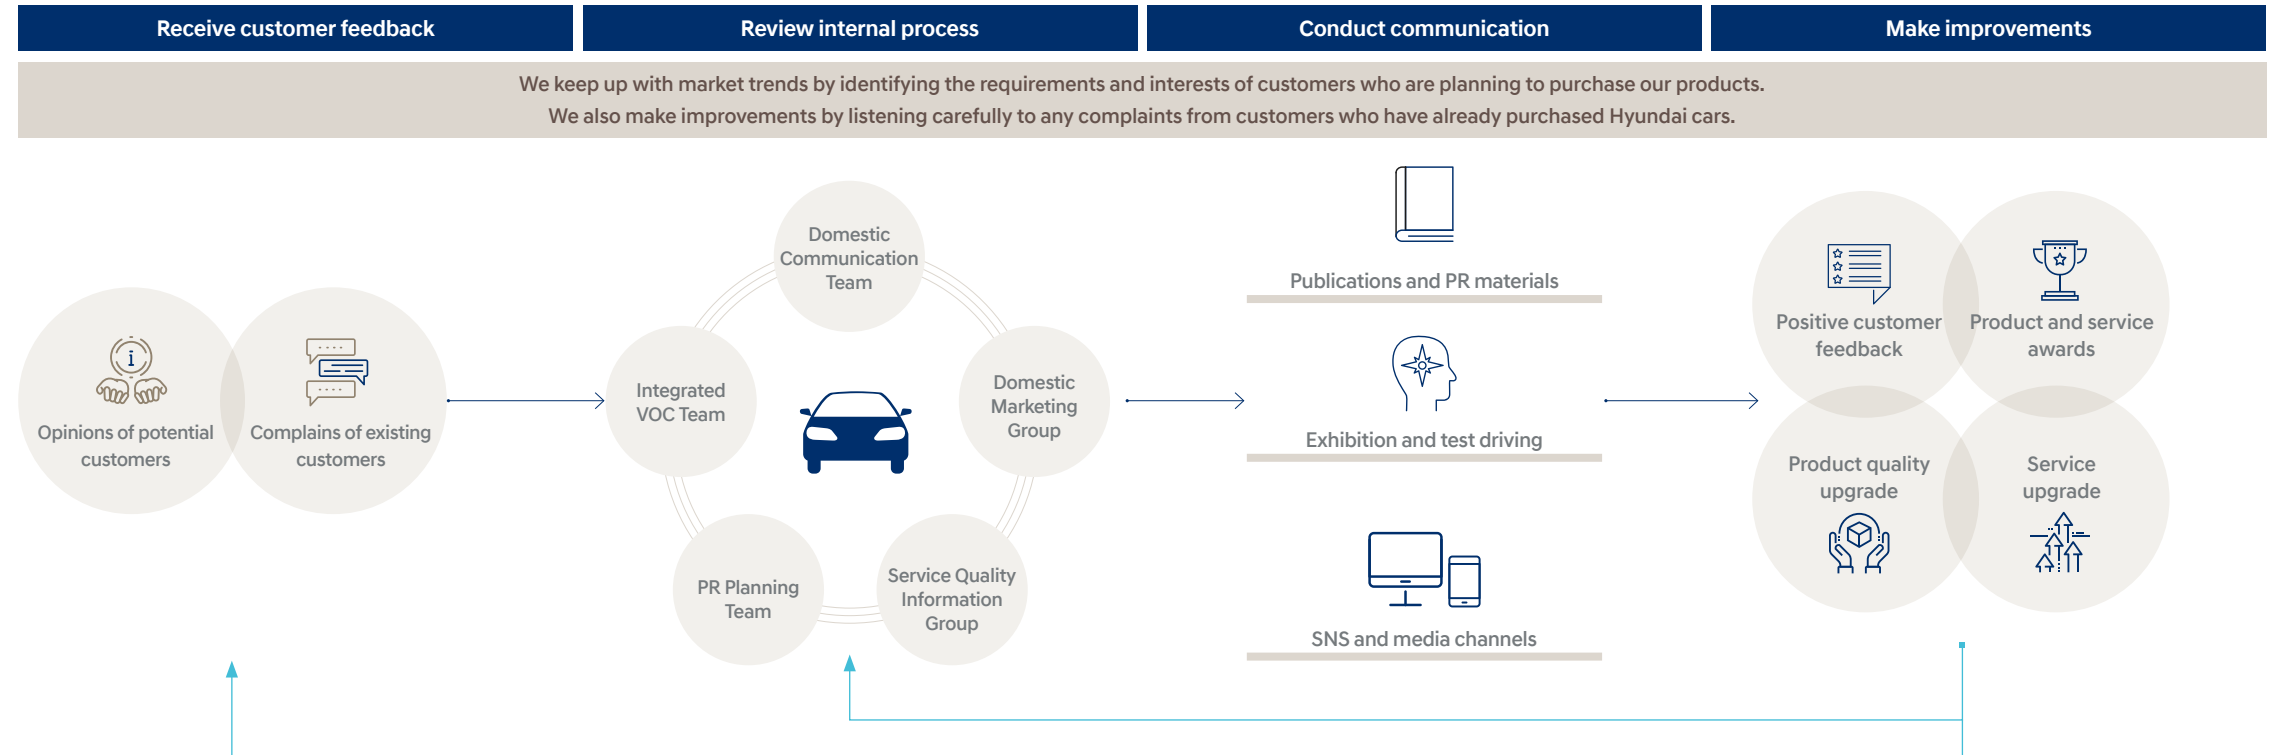 Receive customer feedback
Review internal process
Conduct communication
Make improvements
We keep up with market trends by identifying the requirements and interests of customers who are planning to purchase our products.
We also make improvements by listening carefully to any complaints from customers who have already purchased Hyundai cars.
i
Opinions of potential
customers
Complains of existing
customers
Domestic
Communication
Team
Integrated
VOC Team
Domestic
Marketing
Group
PR Planning
Team
Service Quality
Information
Group
Publications and PR materials
Exhibition and test driving
SNS and media channels
Positive customer
feedback
Product and service
awards
Product quality
upgrade
Service
upgrade